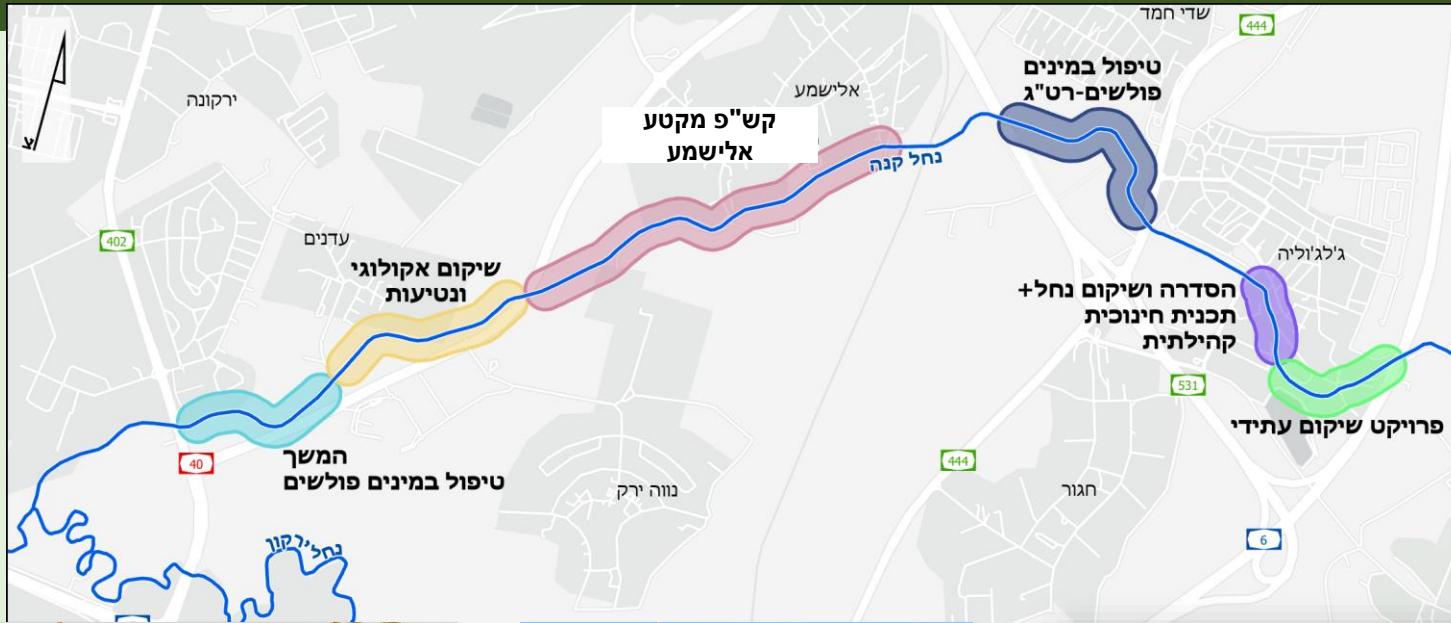 שדי חמד
444
טיפול במינים
פולשים-רט"ג
ירקונה
אלישמע
קש"פ מקטע
אלישמע
נחל קנה
402
עדנים
שיקום אקולוגי
ונטיעות
ג'לג'וליה
הסדרה ושיקום נחל+
תכנית חינוכית
קהילתית
531
פרויקט שיקום עתידי
המשך
טיפול במינים פולשים
40
נווה ירק
444
חגור
6
נחל ירקון